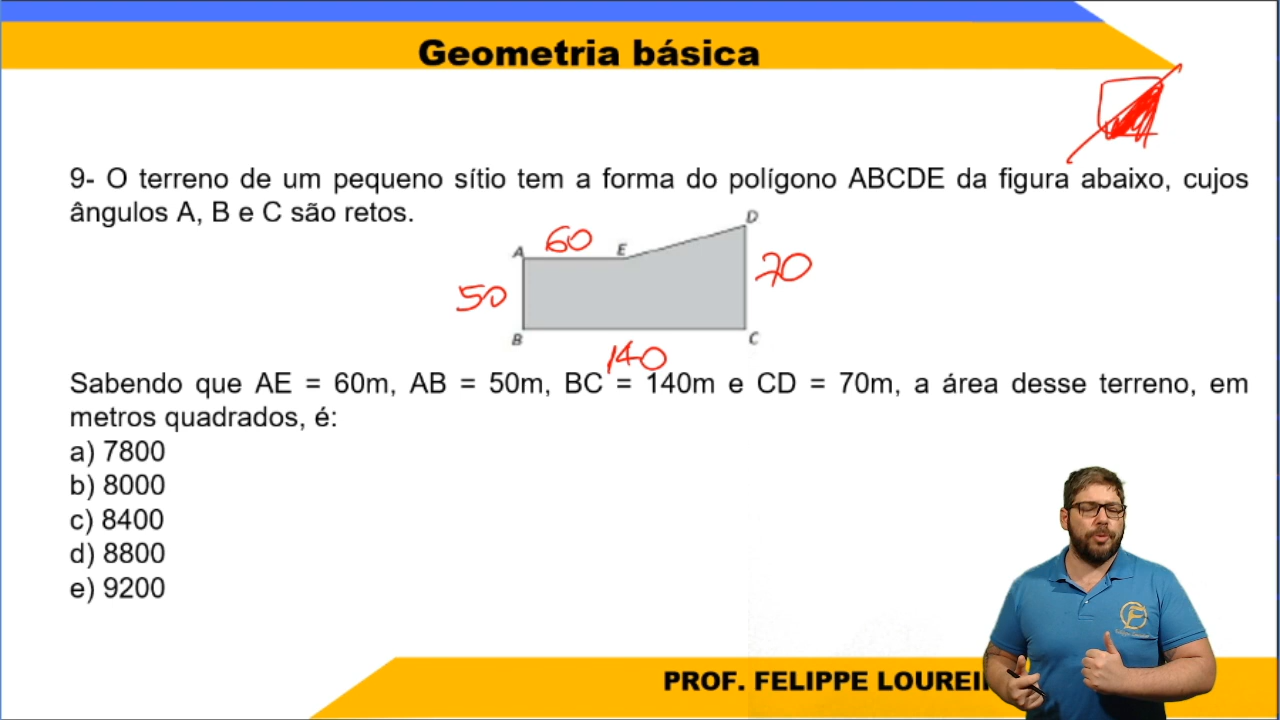 Geometria básica
9- O terreno de um pequeno sítio tem a forma do polígono ABCDE da figura abaixo, cujos
ângulos A, B e C são retos.
D
60
E
A
70
50
B
C
140
Sabendo que AE = 60m, AB = 50m, BC = 140m e CD = 70m, a área desse terreno, em
metros quadrados, é:
a) 7800
b) 8000
c) 8400
d) 8800
e) 9200
PROF. FELIPPE